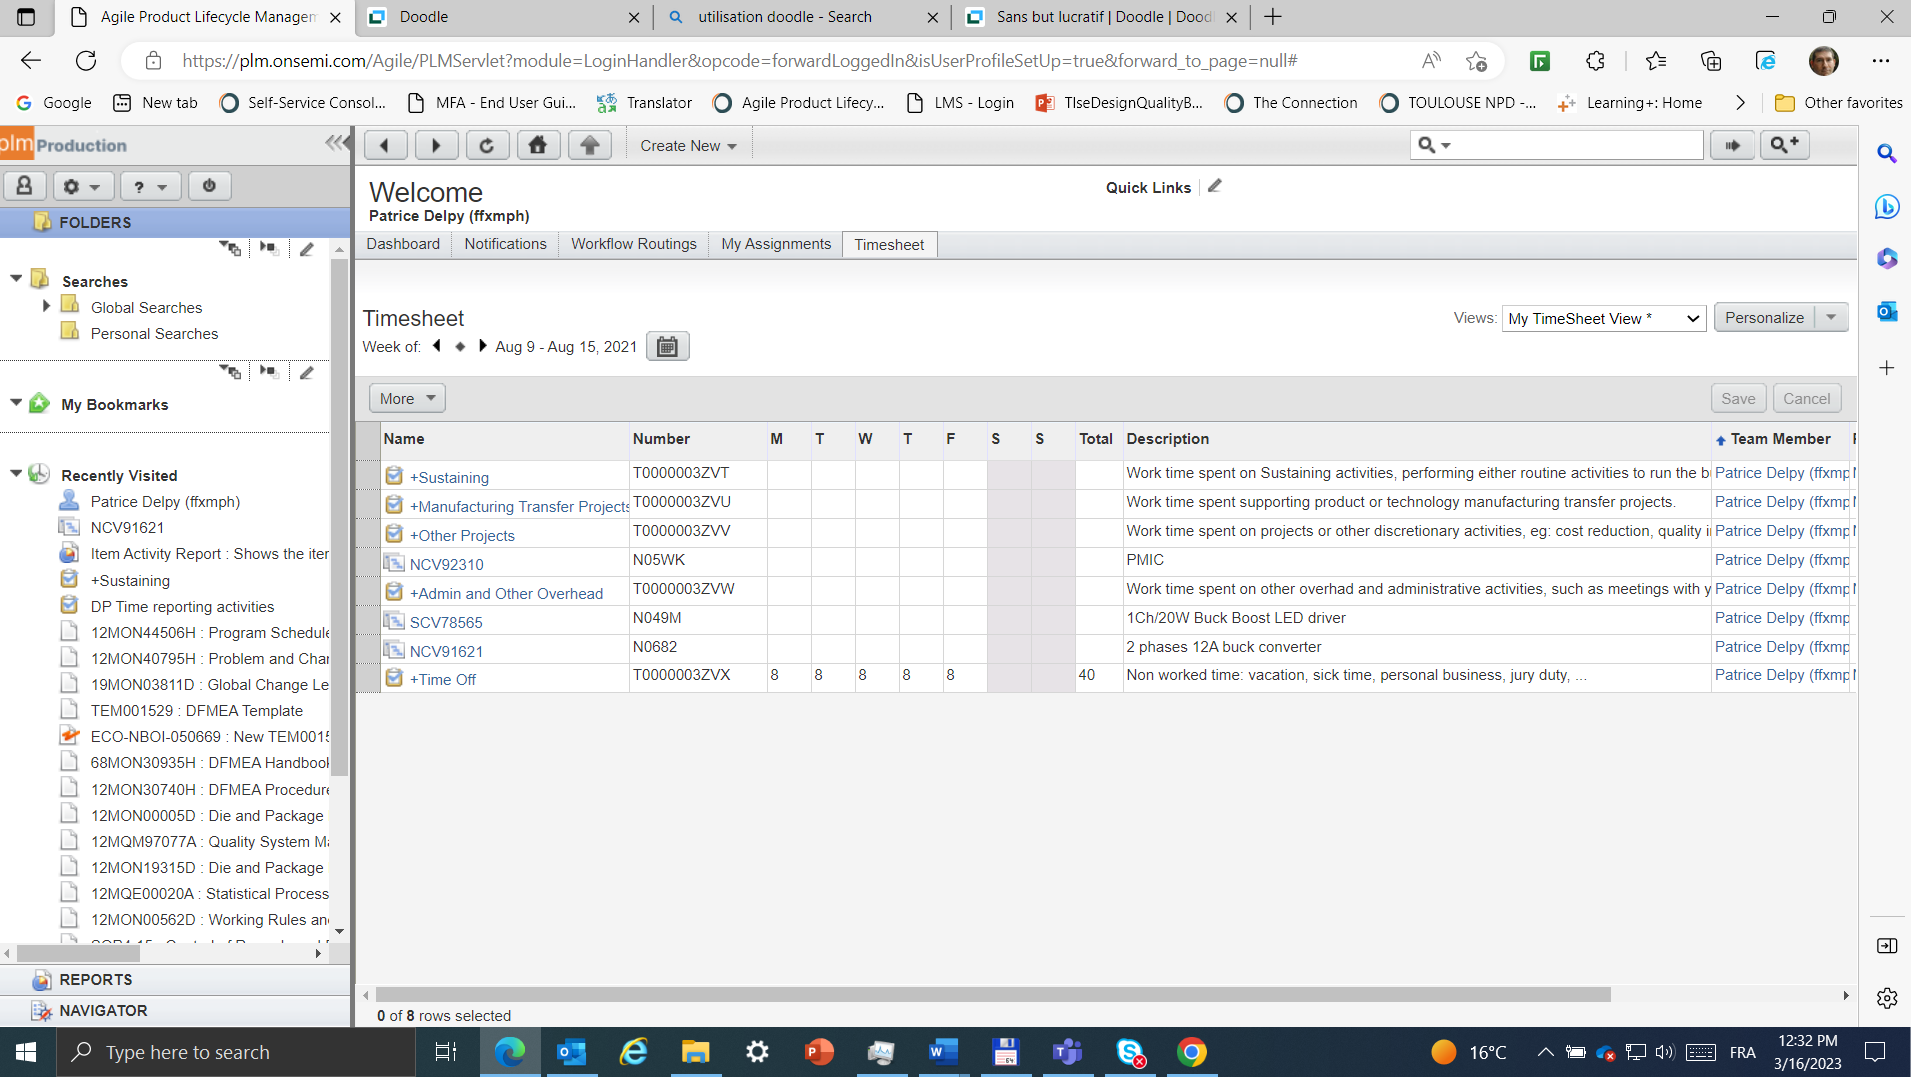 Agile Product Lifecycle Managem
Doodle
utilisation doodle - Search
Sans but lucratif | Doodle | Dood
https://plm.onsemi.com/Agile/PLMServlet?module=LoginHandler&opcode=forwardLoggedIn&isUserProfileSetUp=true&forward_to_page=null#
Google
New tab
Self-Service Consol...
MFA - End User Gui...
Translator
Agile Product Lifecy...
LMS - Login
TlseDesignQualityB...
The Connection
TOULOUSE NPD -...
Learning+: Home
Other favorites
plm Production
Create New
Welcome
Patrice Delpy (ffxmph)
Quick Links
Dashboard Notifications Workflow Routings My Assignments Timesheet
FOLDERS
Searches
Global Searches
Personal Searches
My Bookmarks
Recently Visited
Patrice Delpy (ffxmph)
NCV91621
Item Activity Report : Shows the iter
+Sustaining
DP Time reporting activities
12MON44506H : Program Schedule
12MON40795H : Problem and Char
19MON03811D : Global Change Le
TEM001529 : DFMEA Template
ECO-NBOI-050669 : New TEM0015
68MON30935H : DFMEA Handbook
12MON30740H : DFMEA Procedure
12MON00005D : Die and Package
12MQM97077A : Quality System Ma
12MON19315D : Die and Package
12MQE00020A : Statistical Process
12MON00562D : Working Rules and
REPORTS
NAVIGATOR
Timesheet
Views: My TimeSheet View *
Personalize
Week of: Aug 9 - Aug 15, 2021
More
Save Cancel
Name Number M T W T F S S Total Description Team Member
+Sustaining T0000003ZVT Work time spent on Sustaining activities, performing either routine activities to run the b Patrice Delpy (ffxmp
+Manufacturing Transfer Projects T0000003ZVU Work time spent supporting product or technology manufacturing transfer projects. Patrice Delpy (ffxmp
+Other Projects T0000003ZVV Work time spent on projects or other discretionary activities, eg: cost reduction, quality i Patrice Delpy (ffxmp
NCV92310 N05WK PMIC Patrice Delpy (ffxmp
+Admin and Other Overhead T0000003ZVW Work time spent on other overhad and administrative activities, such as meetings with y Patrice Delpy (ffxmp
SCV78565 N049M 1Ch/20W Buck Boost LED driver Patrice Delpy (ffxmp
NCV91621 N0682 2 phases 12A buck converter Patrice Delpy (ffxmp
+Time Off T0000003ZVX 8 8 8 8 8 40 Non worked time: vacation, sick time, personal business, jury duty, ... Patrice Delpy (ffxmp
0 of 8 rows selected
Type here to search
16°C
FRA
12:32 PM
3/16/2023